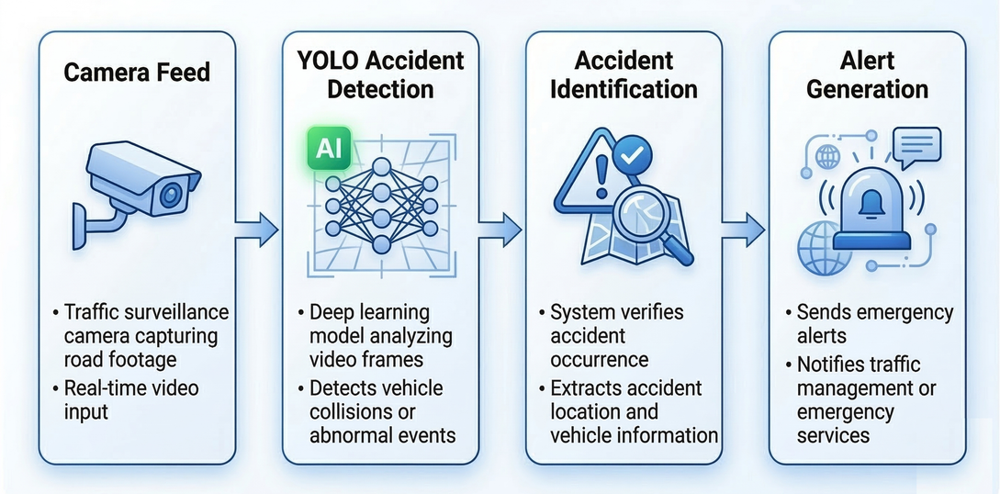 Camera Feed
• Traffic surveillance
camera capturing
road footage
• Real-time video
input
YOLO Accident
Detection
AI
• Deep learning
model analyzing
video frames
• Detects vehicle
collisions or
abnormal events
Accident
Identification
• System verifies
accident
occurrence
• Extracts accident
location and
vehicle information
Alert
Generation
• Sends emergency
alerts
• Notifies traffic
management or
emergency
services